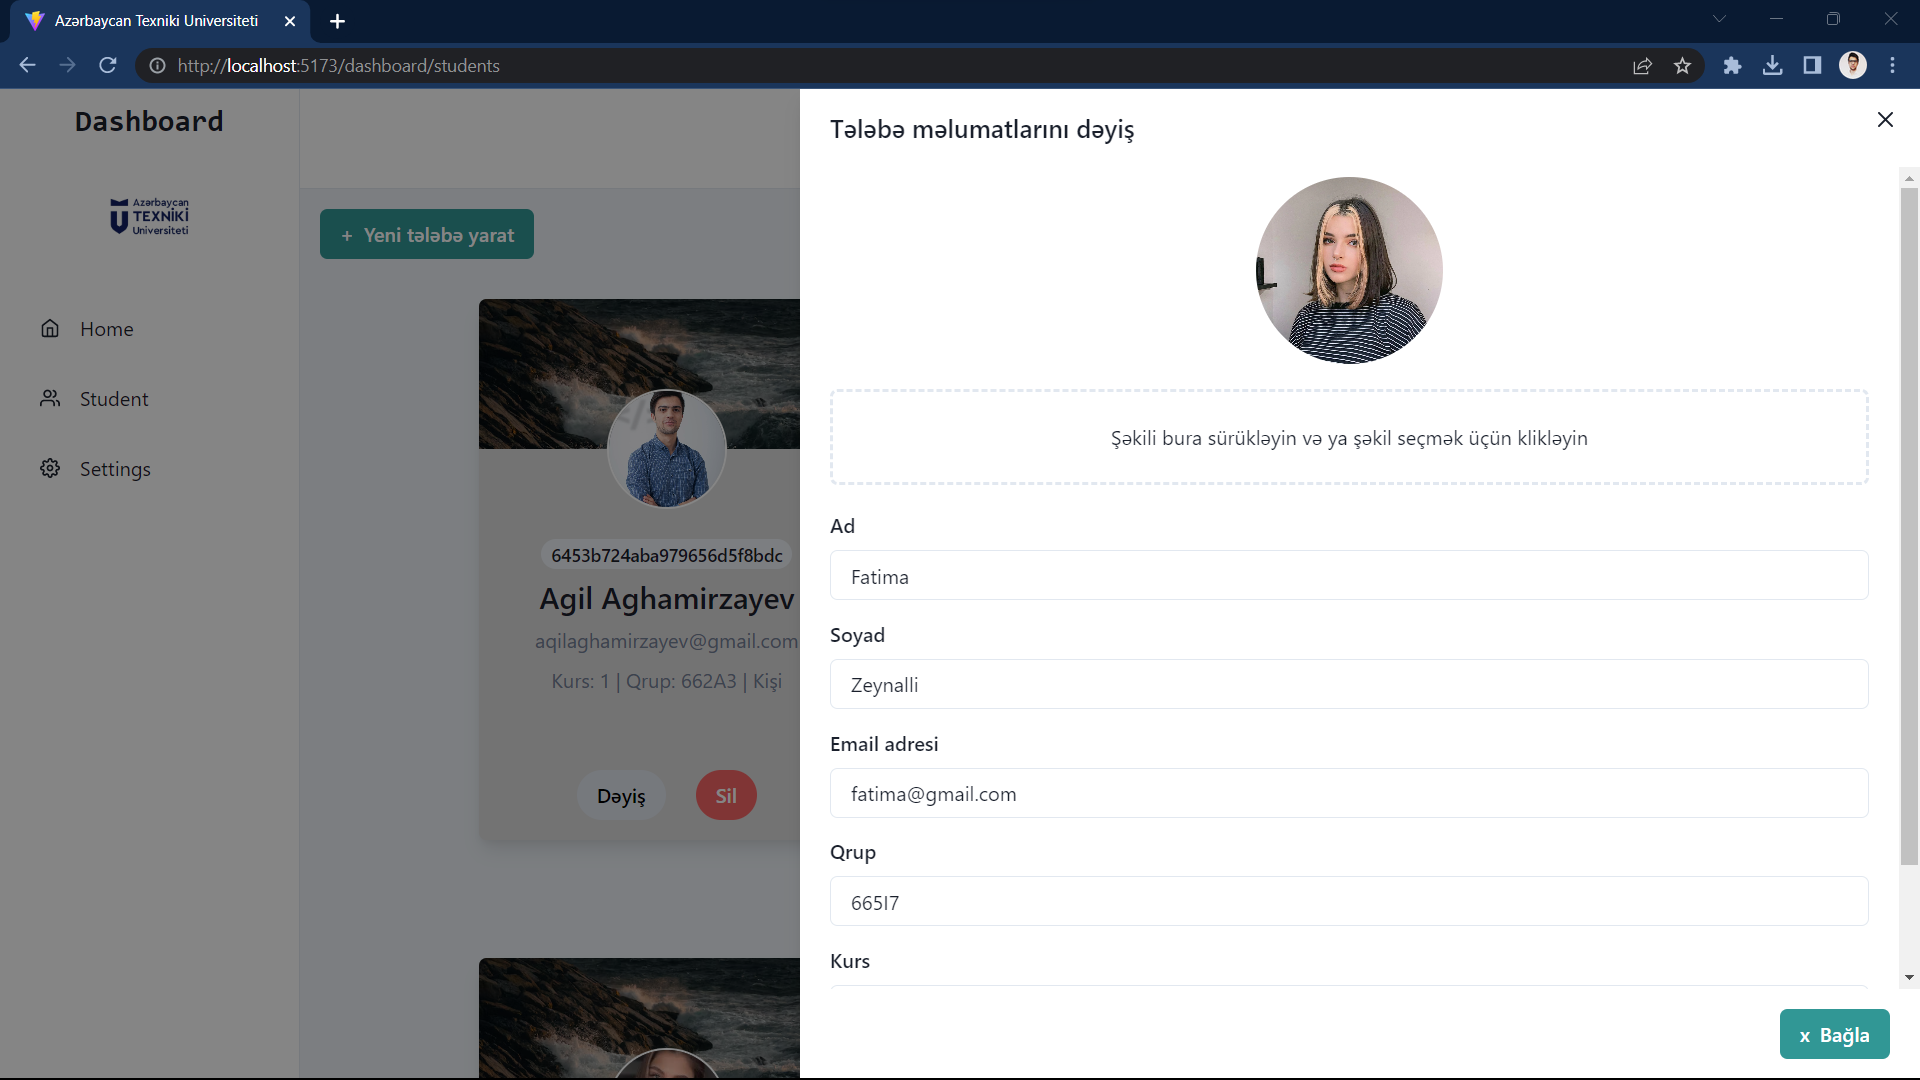 Azərbaycan Texniki Universiteti
http://localhost:5173/dashboard/students
Dashboard
Azərbaycan
TEXNİKİ
Universiteti
Home
Student
Settings
+ Yeni tələbə yarat
6453b724aba979656d5f8bdc
Agil Aghamirzayev
aqilaghamirzayev@gmail.com
Kurs: 1 | Qrup: 662A3 | Kişi
Dəyiş
Sil
Tələbə məlumatlarını dəyiş
Şəkili bura sürükləyin və ya şəkil seçmək üçün klikləyin
Ad
Fatima
Soyad
Zeynalli
Email adresi
fatima@gmail.com
Qrup
665I7
Kurs
x Bağla